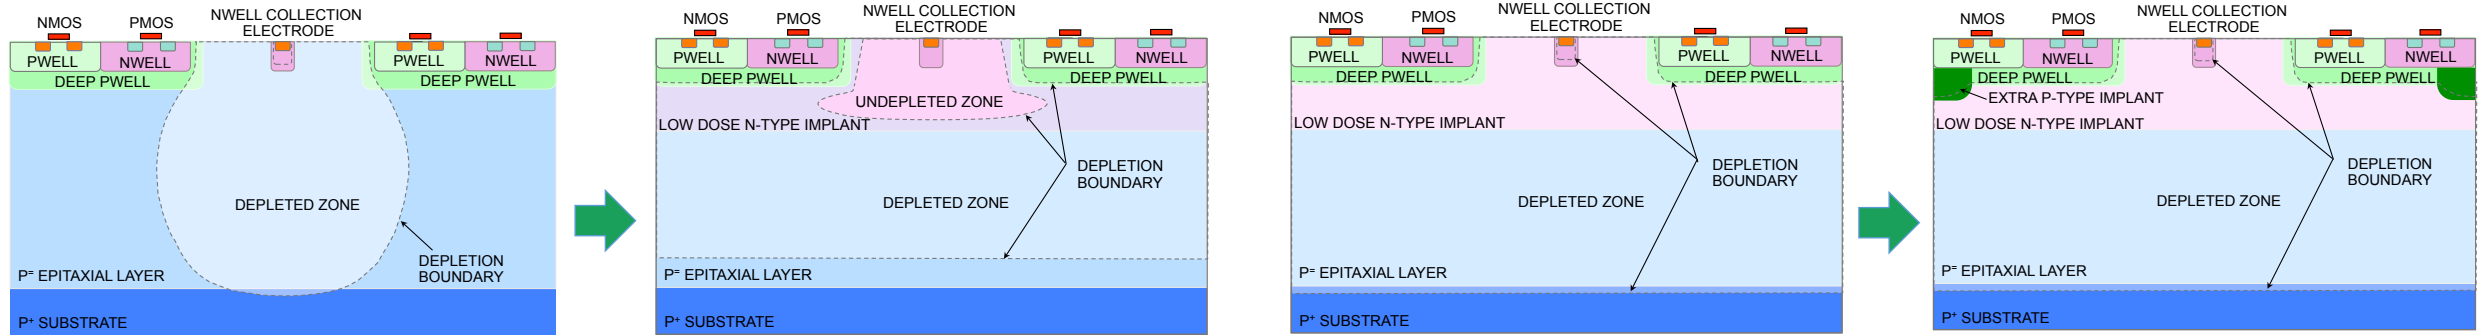 NMOS
PMOS
NWELL COLLECTION
ELECTRODE
PWELL
NWELL
PWELL
NWELL
DEEP PWELL
DEEP PWELL
DEPLETED ZONE
DEPLETION
BOUNDARY
P= EPITAXIAL LAYER
P+ SUBSTRATE
NMOS
PMOS
NWELL COLLECTION
ELECTRODE
PWELL
NWELL
PWELL
NWELL
DEEP PWELL
DEEP PWELL
UNDEPLETED ZONE
LOW DOSE N-TYPE IMPLANT
DEPLETION
BOUNDARY
DEPLETED ZONE
P= EPITAXIAL LAYER
P+ SUBSTRATE
NMOS
PMOS
NWELL COLLECTION
ELECTRODE
PWELL
NWELL
PWELL
NWELL
DEEP PWELL
DEEP PWELL
LOW DOSE N-TYPE IMPLANT
DEPLETION
BOUNDARY
DEPLETED ZONE
P= EPITAXIAL LAYER
P+ SUBSTRATE
NMOS
PMOS
NWELL COLLECTION
ELECTRODE
PWELL
NWELL
PWELL
NWELL
DEEP PWELL
DEEP PWELL
EXTRA P-TYPE IMPLANT
LOW DOSE N-TYPE IMPLANT
DEPLETION
BOUNDARY
DEPLETED ZONE
P= EPITAXIAL LAYER
P+ SUBSTRATE